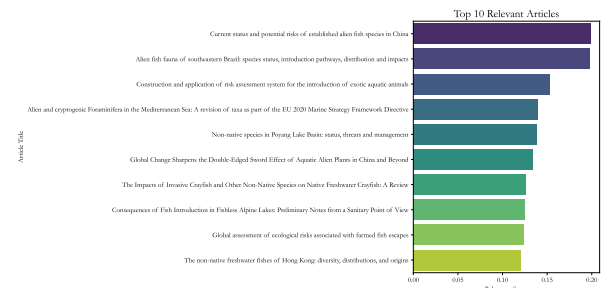 Top 10 Relevant Articles
Current status and potential risks of established alien fish species in China
Alien fish fauna of southeastern Brazil: species status, introduction pathways, distribution and impacts
Construction and application of risk assessment system for the introduction of exotic aquatic animals
Alien and cryptogenic Foraminifera in the Mediterranean Sea: A revision of taxa as part of the EU 2020 Marine Strategy Framework Directive
Non-native species in Poyang Lake Basin: status, threats and management
Global Change Sharpens the Double-Edged Sword Effect of Aquatic Alien Plants in China and Beyond
The Impacts of Invasive Crayfish and Other Non-Native Species on Native Freshwater Crayfish: A Review
Consequences of Fish Introduction in Fishless Alpine Lakes: Preliminary Notes from a Sanitary Point of View
Global assessment of ecological risks associated with farmed fish escapes
The non-native freshwater fishes of Hong Kong: diversity, distributions, and origins
Article Title
0.00 0.05 0.10 0.15 0.20